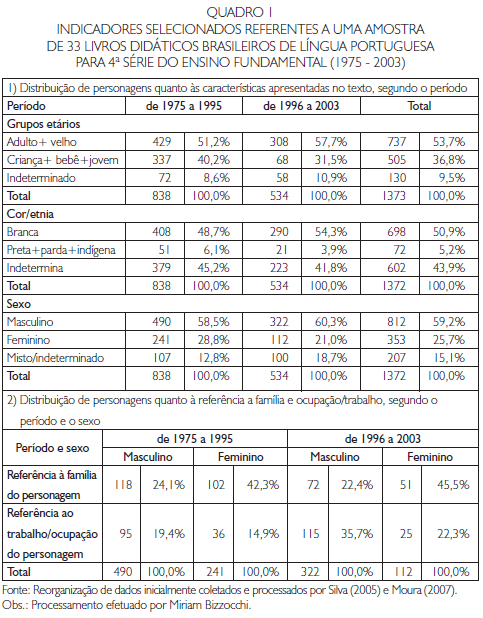 QUADRO 1
INDICADORES SELECIONADOS REFERENTES A UMA AMOSTRA
DE 33 LIVROS DIDÁTICOS BRASILEIROS DE LÍNGUA PORTUGUESA
PARA 4ª SÉRIE DO ENSINO FUNDAMENTAL (1975 - 2003)
1) Distribuição de personagens quanto às características apresentadas no texto, segundo o período
Período de 1975 a 1995 de 1996 a 2003 Total
Grupos etários
Adulto+ velho 429 51,2% 308 57,7% 737 53,7%
Criança+ bebê+jovem 337 40,2% 68 31,5% 505 36,8%
Indeterminado 72 8,6% 58 10,9% 130 9,5%
Total 838 100,0% 534 100,0% 1373 100,0%
Cor/etnia
Branca 408 48,7% 290 54,3% 698 50,9%
Preta+parda+indígena 51 6,1% 21 3,9% 72 5,2%
Indetermina 379 45,2% 223 41,8% 602 43,9%
Total 838 100,0% 534 100,0% 1372 100,0%
Sexo
Masculino 490 58,5% 322 60,3% 812 59,2%
Feminino 241 28,8% 112 21,0% 353 25,7%
Misto/indeterminado 107 12,8% 100 18,7% 207 15,1%
Total 838 100,0% 534 100,0% 1372 100,0%
2) Distribuição de personagens quanto à referência a família e ocupação/trabalho, segundo o
período e o sexo
Período e sexo de 1975 a 1995 de 1996 a 2003
Masculino Feminino Masculino Feminino
Referência à família
do personagem 118 24,1% 102 42,3% 72 22,4% 51 45,5%
Referência ao
trabalho/ocupação 95 19,4% 36 14,9% 115 35,7% 25 22,3%
do personagem
Total 490 100,0% 241 100,0% 322 100,0% 112 100,0%
Fonte: Reorganização de dados inicialmente coletados e processados por Silva (2005) e Moura (2007).
Obs.: Processamento efetuado por Miriam Bizzocchi.